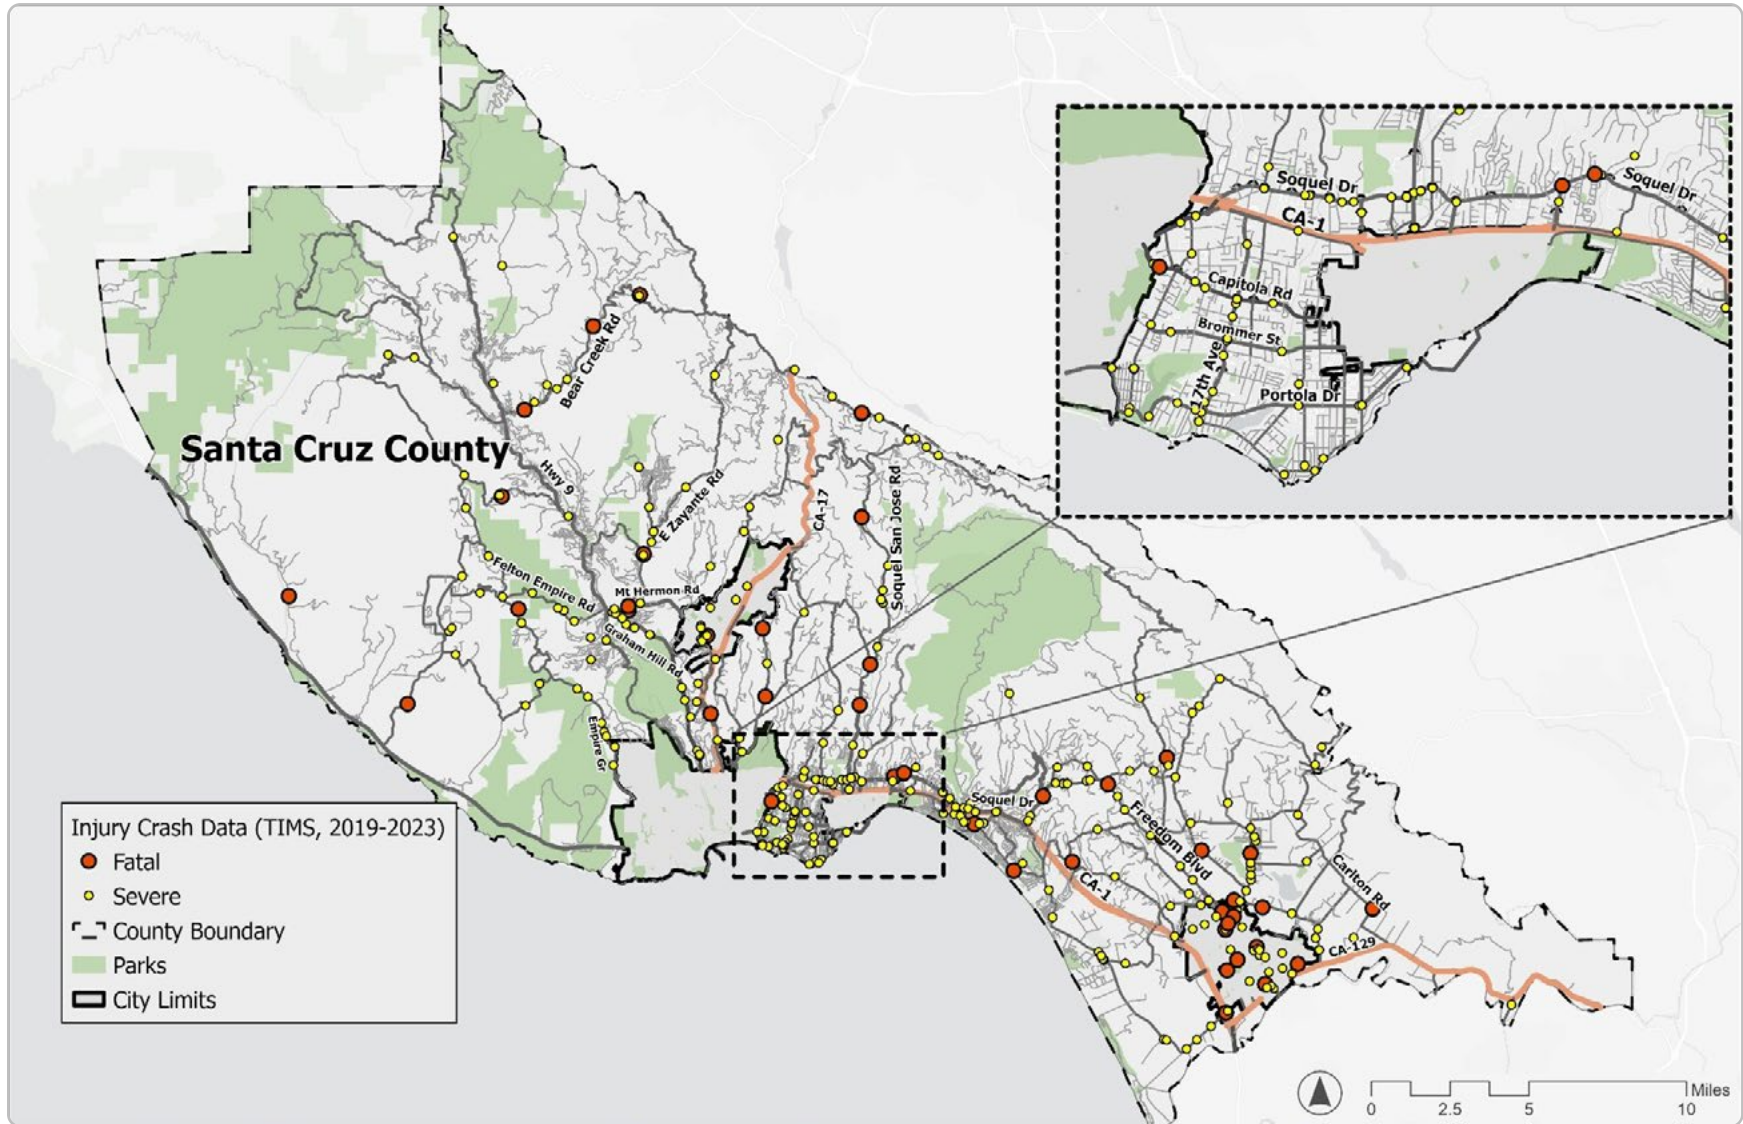 Santa Cruz County
Bear Creek Rd
Hwy 9
E Zayante Rd
CA-17
Soquel San Jose Rd
Felton Empire Rd
Mt Hermon Rd
Graham Hill Rd
Empire Gr
Soquel Dr
Freedom Blvd
CA-1
Carlton Rd
CA-129
Soquel Dr
Soquel Dr
CA-1
Capitola Rd
Brommer St
17th Ave
Portola Dr
Injury Crash Data (TIMS, 2019-2023)
Fatal
Severe
County Boundary
Parks
City Limits
Miles
0 2.5 5 10